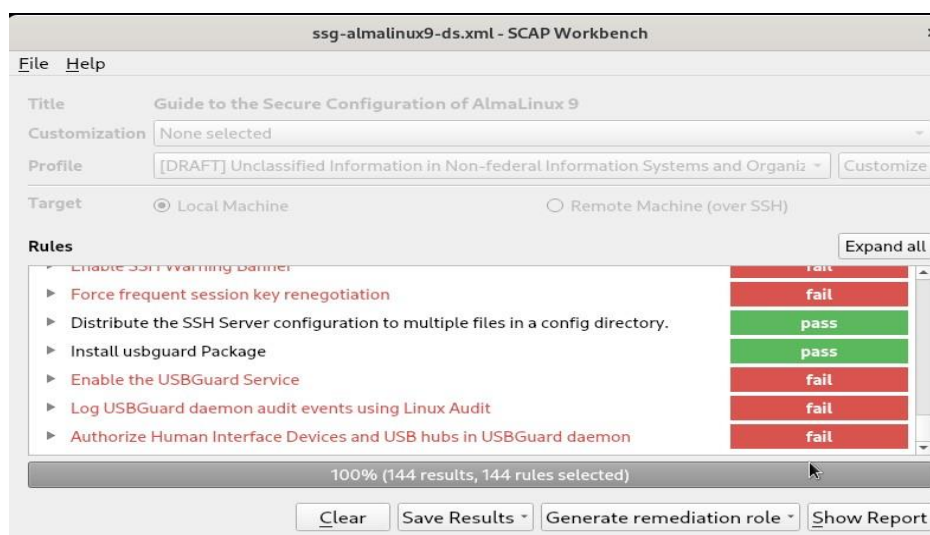 ssg-almalinux9-ds.xml - SCAP Workbench
File Help
Title Guide to the Secure Configuration of AlmaLinux 9
Customization None selected
Profile [DRAFT] Unclassified Information in Non-federal Information Systems and Organiz Customize
Target Local Machine Remote Machine (over SSH)
Rules Expand all
Enable SSH Warning Banner fail
Force frequent session key renegotiation fail
Distribute the SSH Server configuration to multiple files in a config directory. pass
Install usbguard Package pass
Enable the USBGuard Service fail
Log USBGuard daemon audit events using Linux Audit fail
Authorize Human Interface Devices and USB hubs in USBGuard daemon fail
100% (144 results, 144 rules selected)
Clear Save Results Generate remediation role Show Report